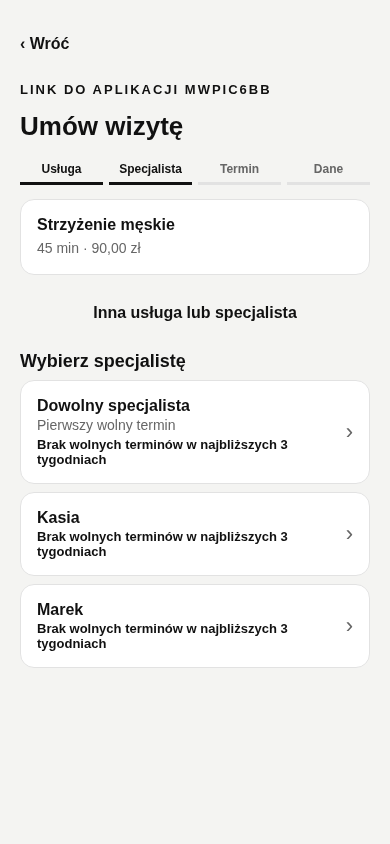 ‹ Wróć
LINK DO APLIKACJI MWPIC6BB
Umów wizytę
Usługa
Specjalista
Termin
Dane
Strzyżenie męskie
45 min · 90,00 zł
Inna usługa lub specjalista
Wybierz specjalistę
Dowolny specjalista
Pierwszy wolny termin
Brak wolnych terminów w najbliższych 3
tygodniach
›
Kasia
Brak wolnych terminów w najbliższych 3
tygodniach
›
Marek
Brak wolnych terminów w najbliższych 3
tygodniach
›